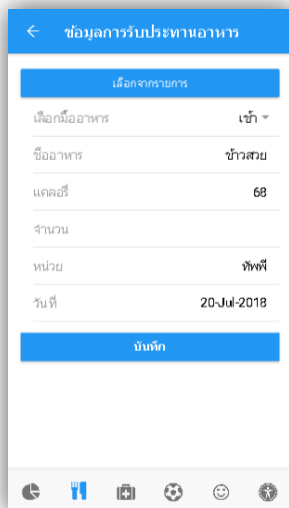 ข้อมูลการรับประทานอาหาร
เลือกจากรายการ
เลือกมื้ออาหาร เช้า
ชื่ออาหาร ข้าวสวย
แคลอรี่ 68
จำนวน
หน่วย ทัพพี
วันที่ 20-Jul-2018
บันทึก